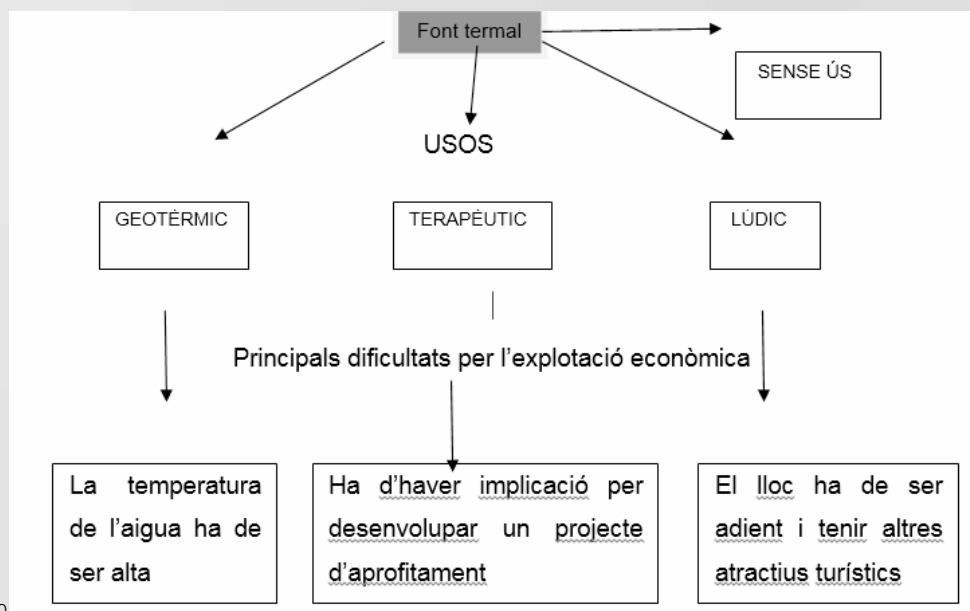 Font termal
SENSE ÚS
USOS
GEOTÈRMIC
TERAPÈUTIC
LÚDIC
Principals dificultats per l’explotació econòmica
La temperatura
de l’aigua ha de
ser alta
Ha d’haver implicació per
desenvolupar un projecte
d’aprofitament
El lloc ha de ser
adient i tenir altres
atractius turístics